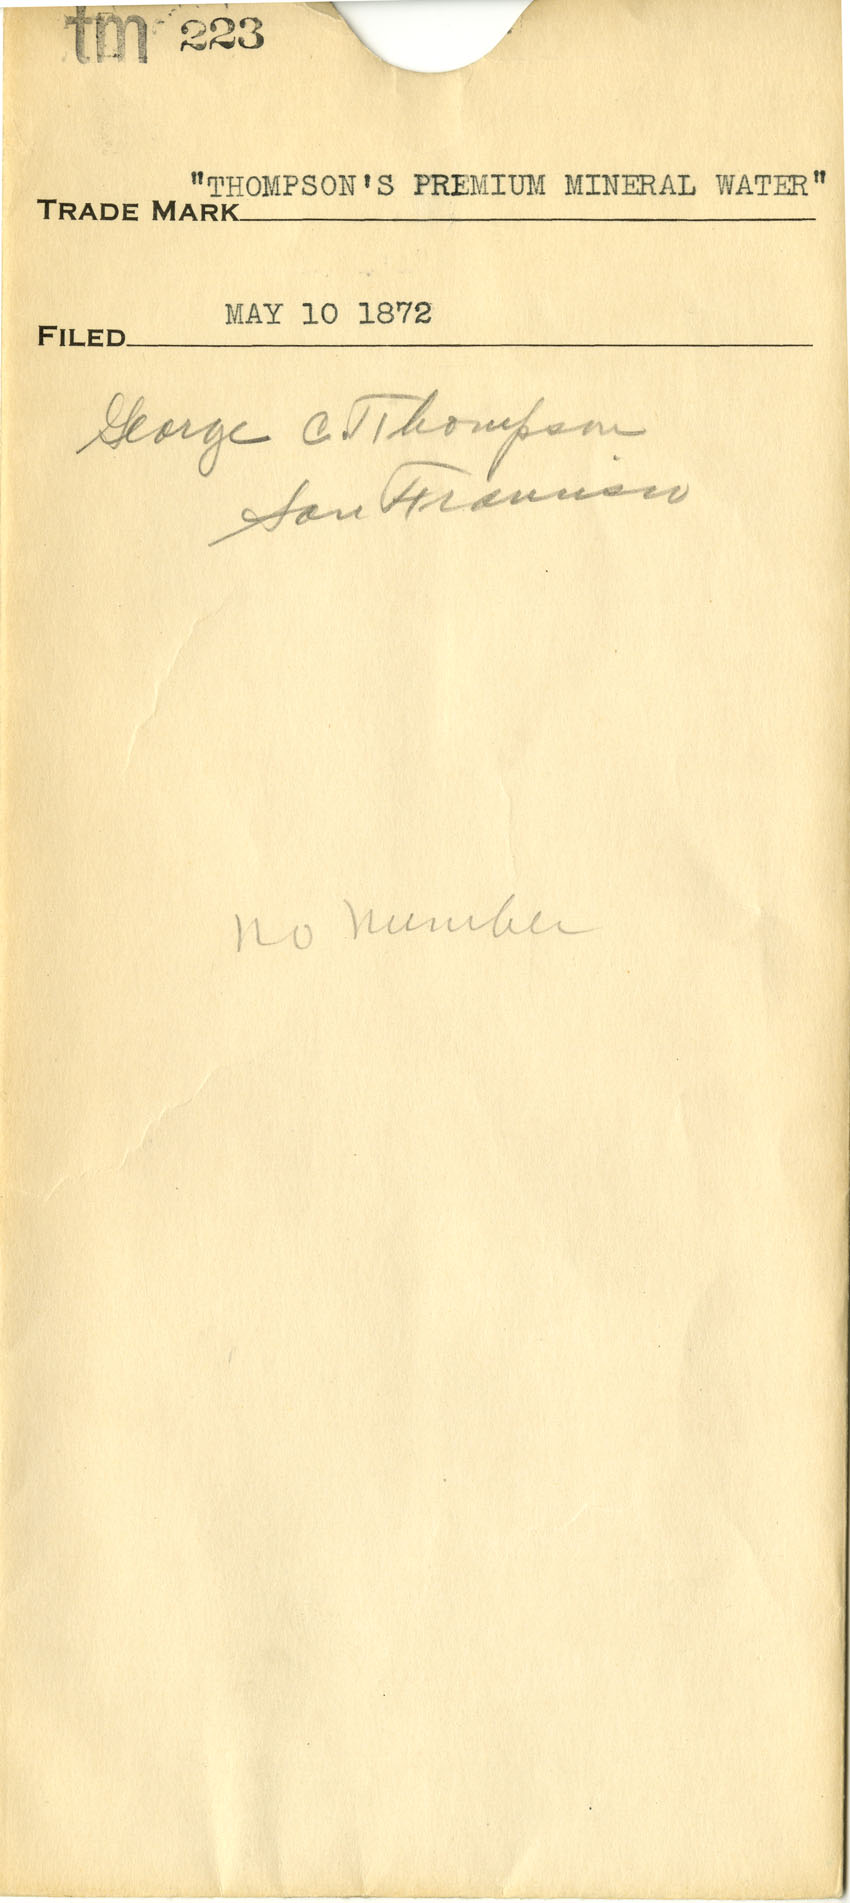 tm 223
"THOMPSON'S PREMIUM MINERAL WATER"
TRADE MARK
MAY 10 1872
FILED
George C. Thompson
San Francisco
No Number